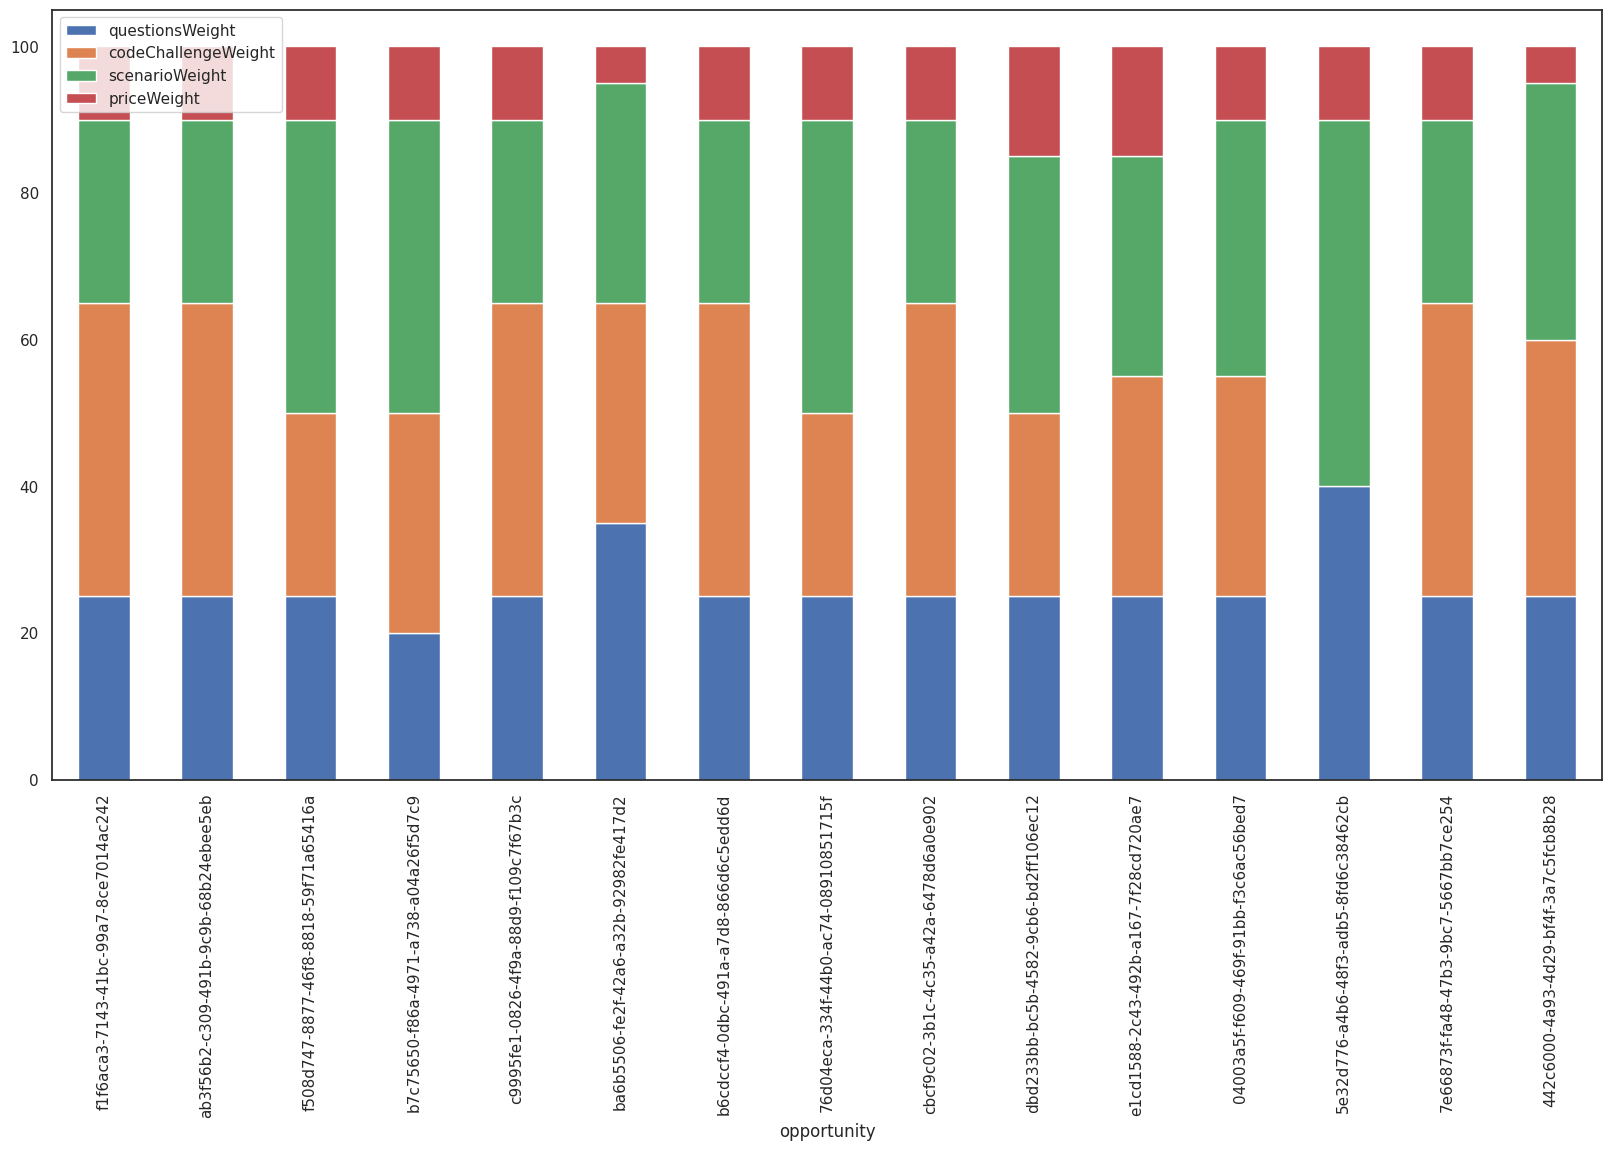 questionsWeight
codeChallengeWeight
scenarioWeight
priceWeight
100
80
60
40
20
0
f1f6aca3-7143-41bc-99a7-8ce7014ac242
ab3f56b2-c309-491b-9c9b-68b24ebee5eb
f508d747-8877-46f8-8818-59f71a65416a
b7c75650-f86a-4971-a738-a04a26f5d7c9
c9995fe1-0826-4f9a-88d9-f109c7f67b3c
ba6b5506-fe2f-42a6-a32b-92982fe417d2
b6cdccf4-0dbc-491a-a7d8-866d6c5edd6d
76d04eca-334f-44b0-ac74-08910851715f
cbcf9c02-3b1c-4c35-a42a-6478d6a0e902
dbd233bb-bc5b-4582-9cb6-bd2ff106ec12
e1cd1588-2c43-492b-a167-7f28cd720ae7
04003a5f-f609-469f-91bb-f3c6ac56bed7
5e32d776-a4b6-48f3-adb5-8fd6c38462cb
7e66873f-fa48-47b3-9bc7-5667bb7ce254
442c6000-4a93-4d29-bf4f-3a7c5fcb8b28
opportunity